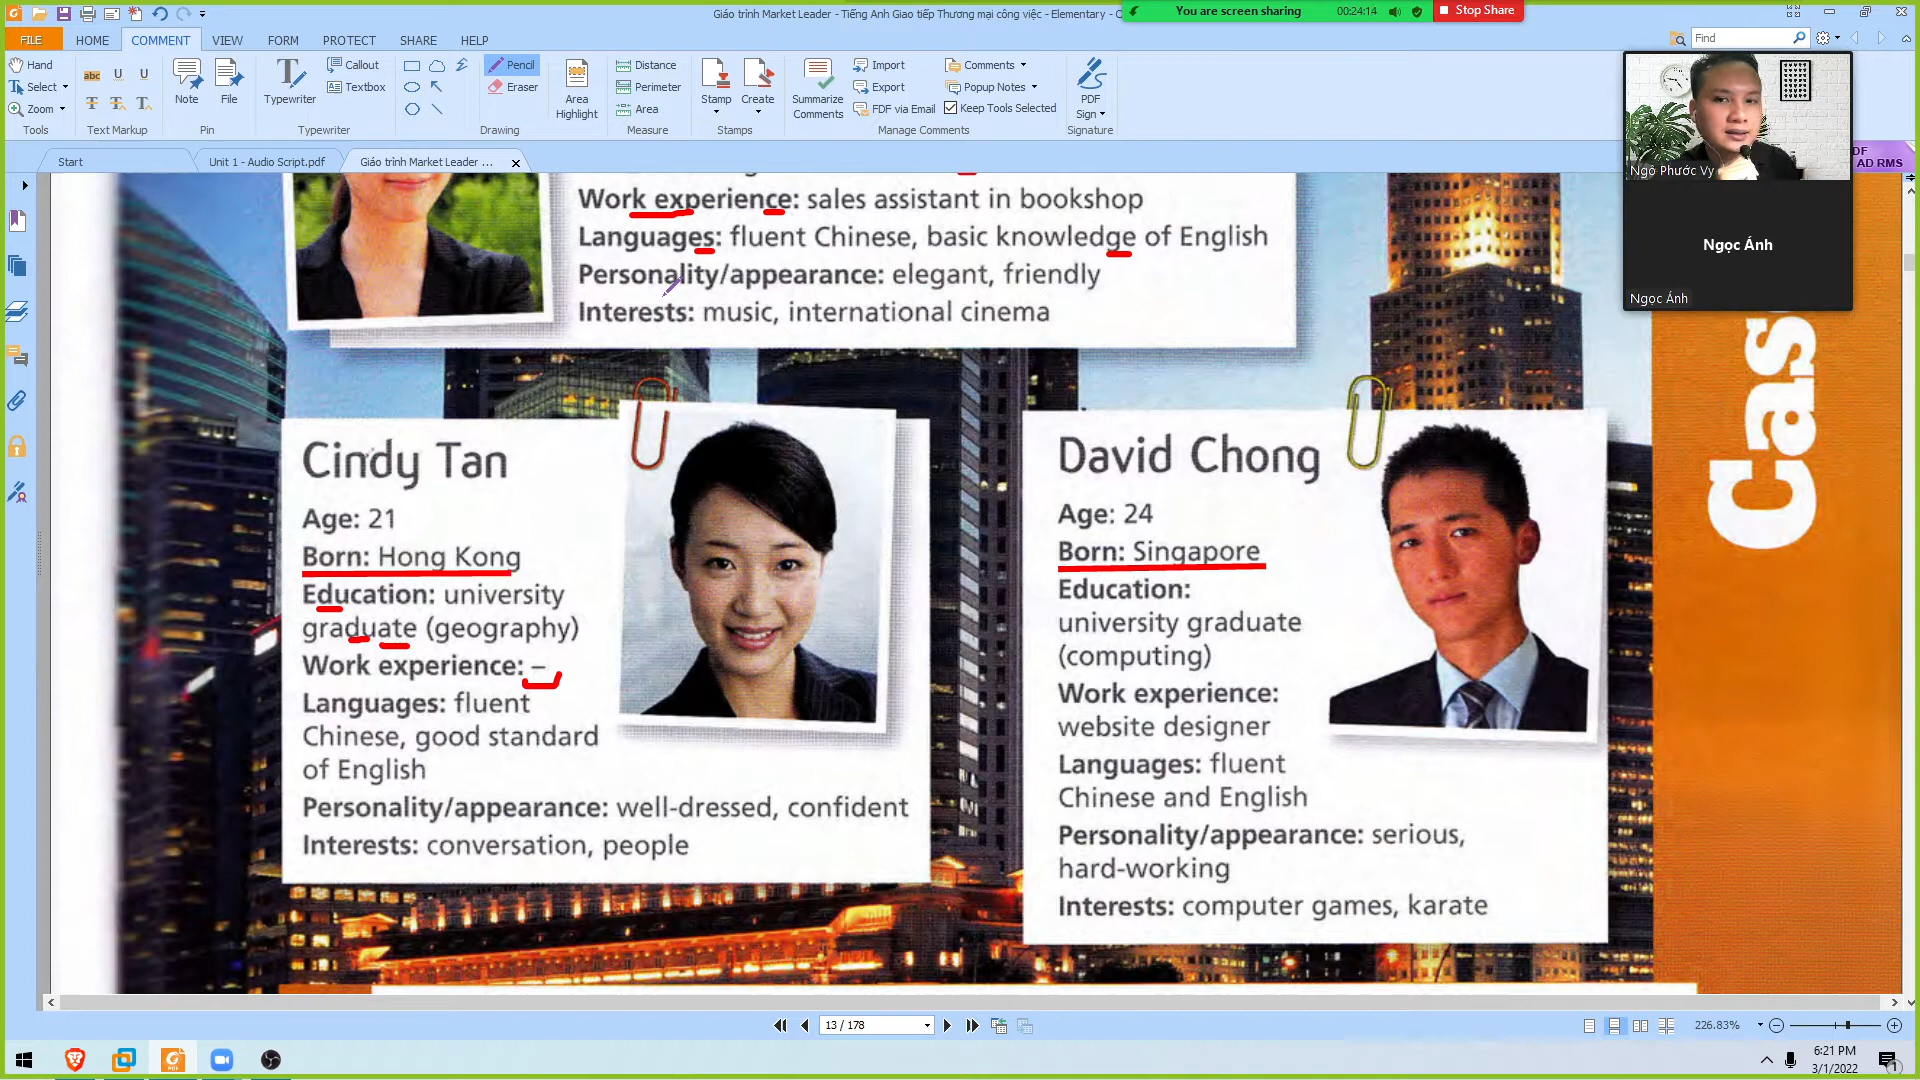 Giáo trình Market Leader - Tiếng Anh Giao tiếp Thương mại công việc - Elementary -
You are screen sharing
00:24:14
Stop Share
FILE HOME COMMENT VIEW FORM PROTECT SHARE HELP
Find
Hand
Select
Zoom
Tools
abc U U
T T T
Text Markup
Note
File
Pin
Typewriter
Callout
Textbox
Typewriter
Pencil
Eraser
Drawing
Area
Highlight
Distance
Perimeter
Area
Measure
Stamp
Create
Stamps
Summarize
Comments
Import
Export
FDF via Email
Comments
Popup Notes
Keep Tools Selected
Manage Comments
PDF
Sign
Signature
Start
Unit 1 - Audio Script.pdf
Giáo trình Market Leader ...
DF
AD RMS
Ngô Phước Vy
Ngọc Ánh
Ngọc Ánh
Work experience: sales assistant in bookshop
Languages: fluent Chinese, basic knowledge of English
Personality/appearance: elegant, friendly
Interests: music, international cinema
Cindy Tan
Age: 21
Born: Hong Kong
Education: university
graduate (geography)
Work experience: –
Languages: fluent
Chinese, good standard
of English
Personality/appearance: well-dressed, confident
Interests: conversation, people
David Chong
Age: 24
Born: Singapore
Education:
university graduate
(computing)
Work experience:
website designer
Languages: fluent
Chinese and English
Personality/appearance: serious,
hard-working
Interests: computer games, karate
Cas
13 / 178
226.83%
6:21 PM
3/1/2022